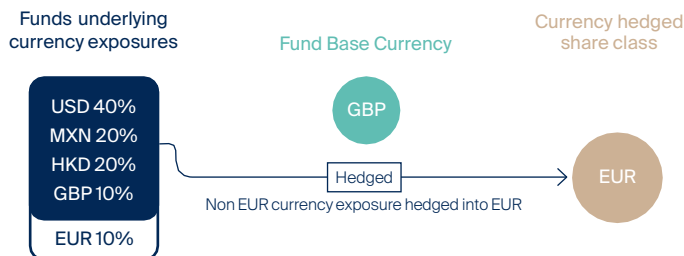 Funds underlying
currency exposures
Fund Base Currency
Currency hedged
share class
USD 40%
MXN 20%
HKD 20%
GBP 10%
EUR 10%
GBP
Hedged
Non EUR currency exposure hedged into EUR
EUR